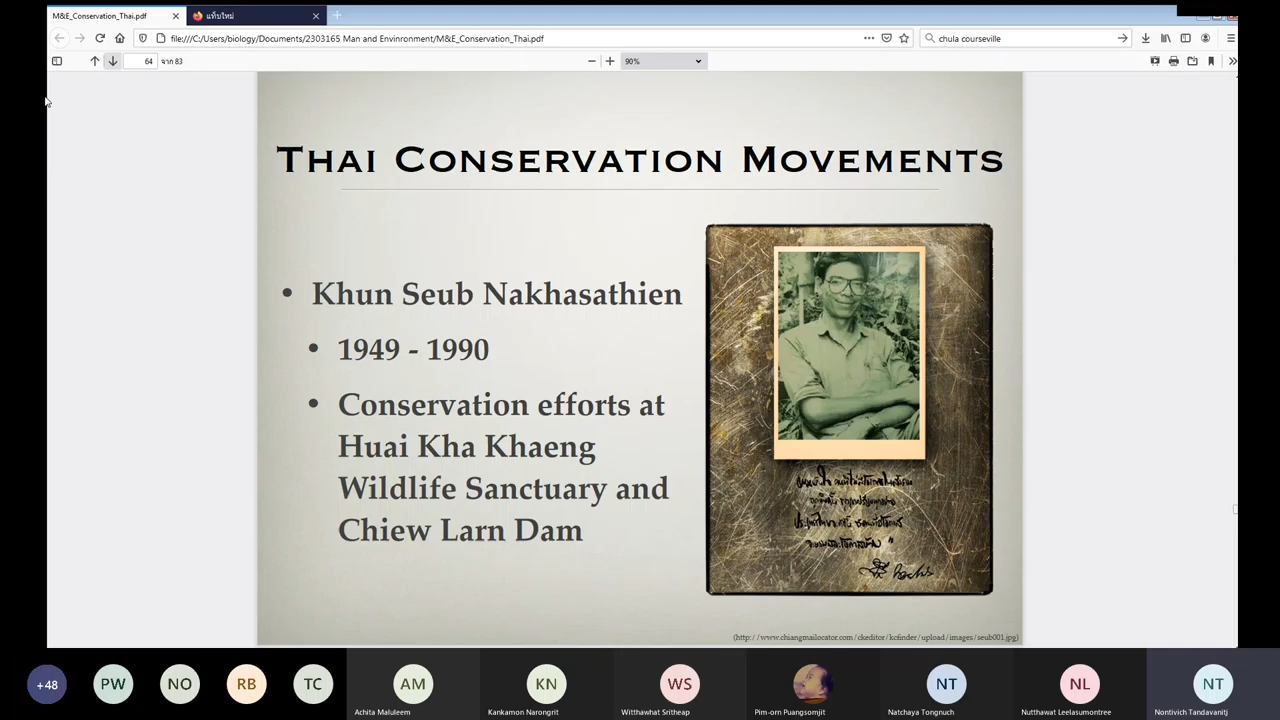 M&E_Conservation_Thai.pdf
แท็บใหม่
file:///C:/Users/biology/Documents/2303165 Man and Envinronment/M&E_Conservation_Thai.pdf
chula courseville
64 จาก 83
90%
THAI CONSERVATION MOVEMENTS
• Khun Seub Nakhasathien
• 1949 - 1990
• Conservation efforts at
Huai Kha Khaeng
Wildlife Sanctuary and
Chiew Larn Dam
(http://www.chiangmailocator.com/ckeditor/kcfinder/upload/images/seub001.jpg)
+48
PW
NO
RB
TC
AM
KN
WS
NT
NL
NT
Achita Maluleem
Kankamon Narongrit
Witthawhat Sritheap
Pim-orn Puangsomjit
Natchaya Tongnuch
Nutthawat Leelasumontree
Nontivich Tandavanitj